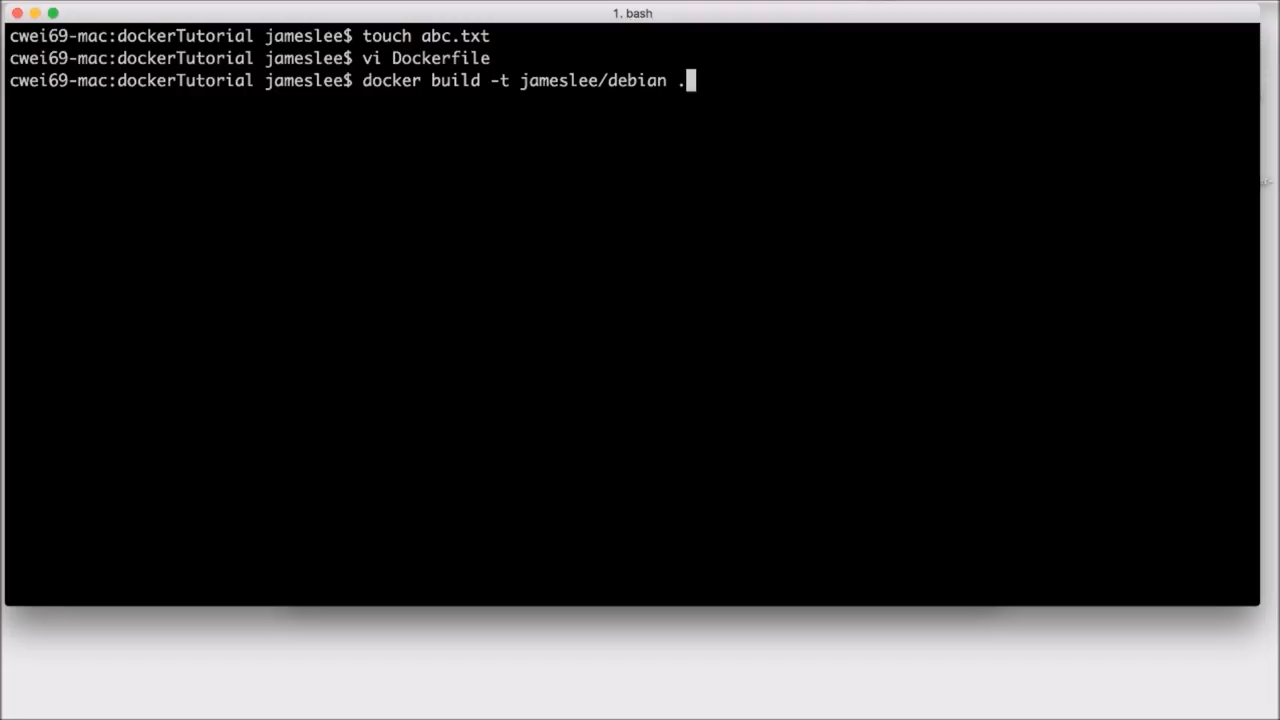 1. bash
cwei69-mac:dockerTutorial jameslee$ touch abc.txt
cwei69-mac:dockerTutorial jameslee$ vi Dockerfile
cwei69-mac:dockerTutorial jameslee$ docker build -t jameslee/debian .